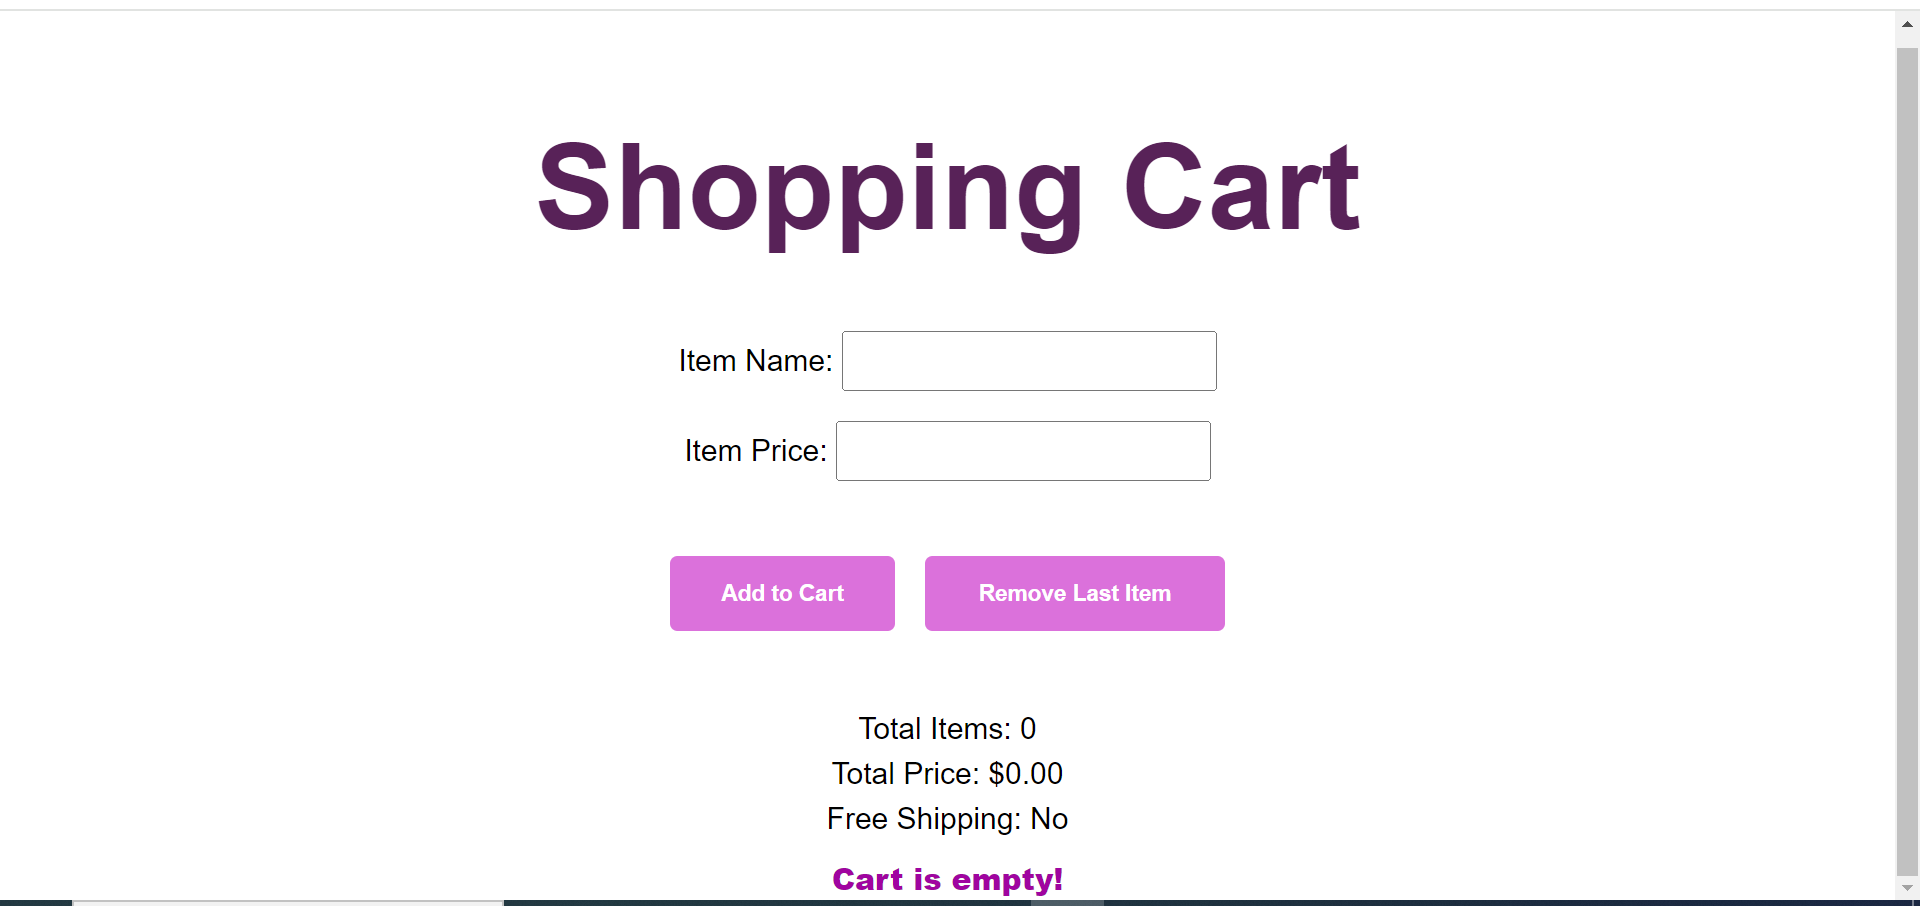 Shopping Cart
Item Name:
Item Price:
Add to Cart Remove Last Item
Total Items: 0
Total Price: $0.00
Free Shipping: No
Cart is empty!